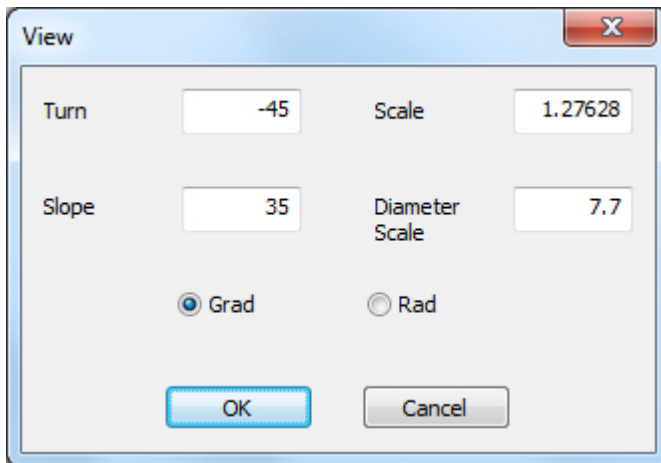 View
Turn -45 Scale 1.27628
Slope 35 Diameter 7.7
Scale
Grad Rad
OK Cancel